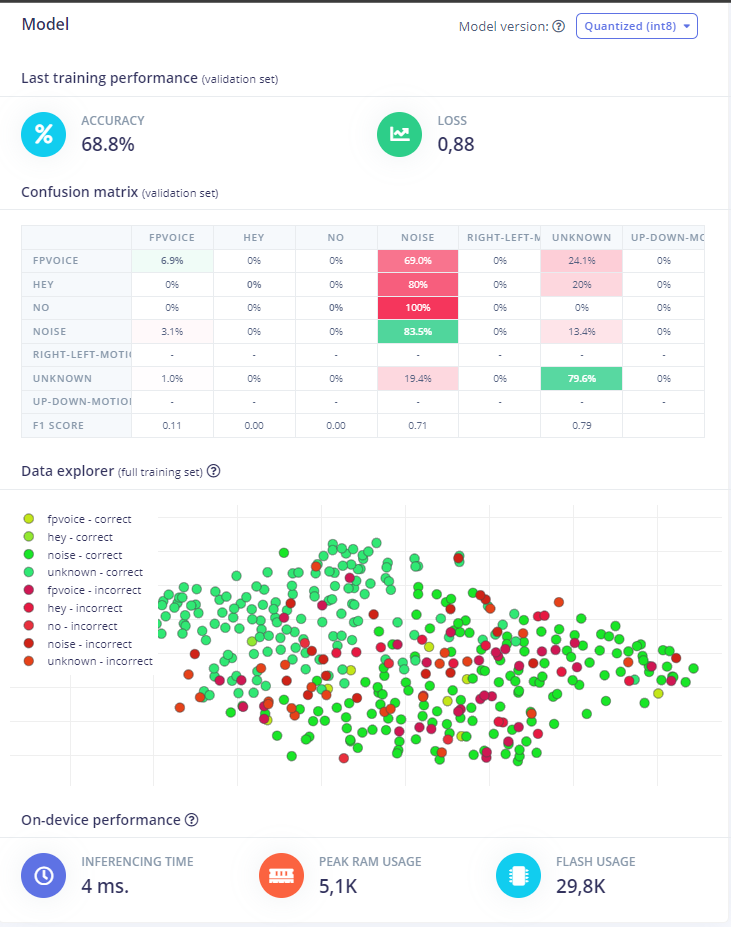 Model
Model version: Quantized (int8)
Last training performance (validation set)
ACCURACY
68.8%
LOSS
0,88
Confusion matrix (validation set)
FPVOICE HEY NO NOISE RIGHT-LEFT-M UNKNOWN UP-DOWN-MO
FPVOICE 6.9% 0% 0% 69.0% 0% 24.1% 0%
HEY 0% 0% 0% 80% 0% 20% 0%
NO 0% 0% 0% 100% 0% 0% 0%
NOISE 3.1% 0% 0% 83.5% 0% 13.4% 0%
RIGHT-LEFT-MOTI - - - - - - -
UNKNOWN 1.0% 0% 0% 19.4% 0% 79.6% 0%
UP-DOWN-MOTIO - - - - - - -
F1 SCORE 0.11 0.00 0.00 0.71 0.79
Data explorer (full training set)
fpvoice - correct
hey - correct
noise - correct
unknown - correct
fpvoice - incorrect
hey - incorrect
no - incorrect
noise - incorrect
unknown - incorrect
On-device performance
INFERENCING TIME
4 ms.
PEAK RAM USAGE
5,1K
FLASH USAGE
29,8K